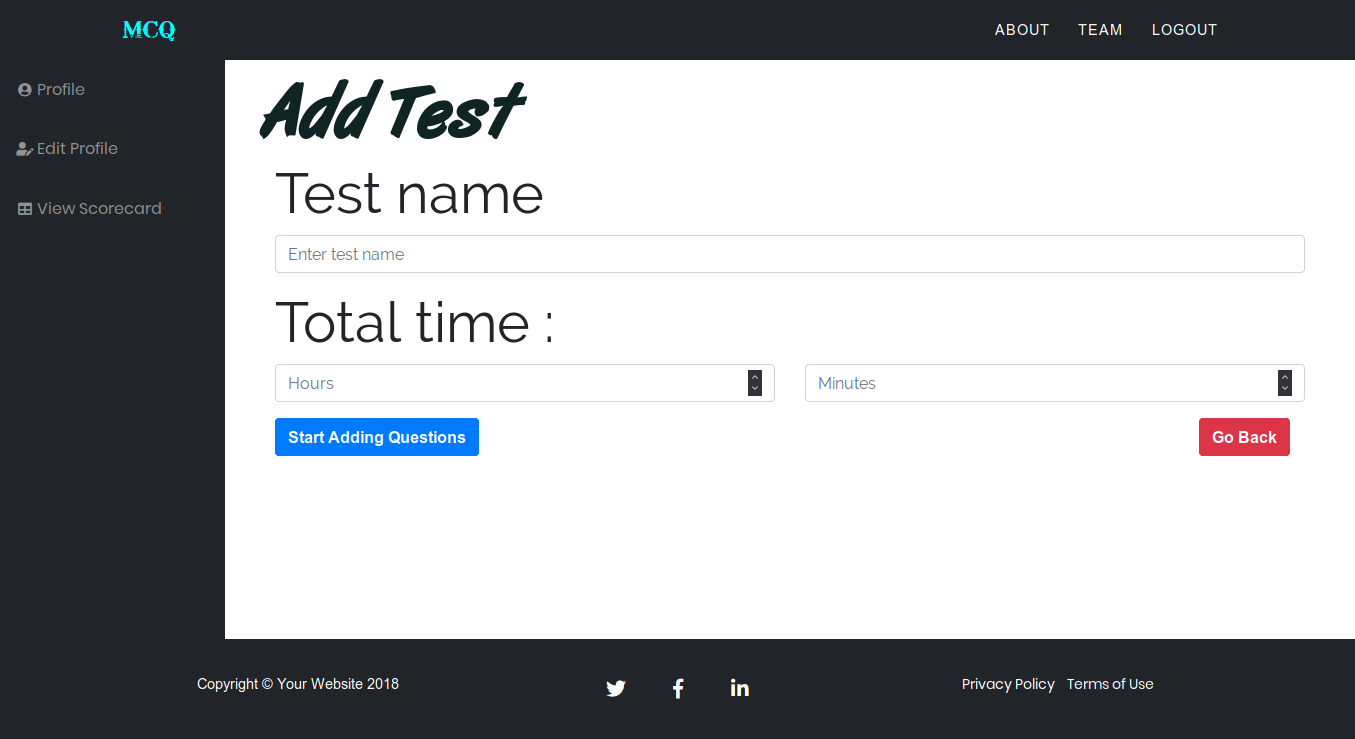 MCQ
ABOUT TEAM LOGOUT
Profile
Edit Profile
View Scorecard
Add Test
Test name
Enter test name
Total time :
Hours Minutes
Start Adding Questions Go Back
Copyright © Your Website 2018 Privacy Policy Terms of Use